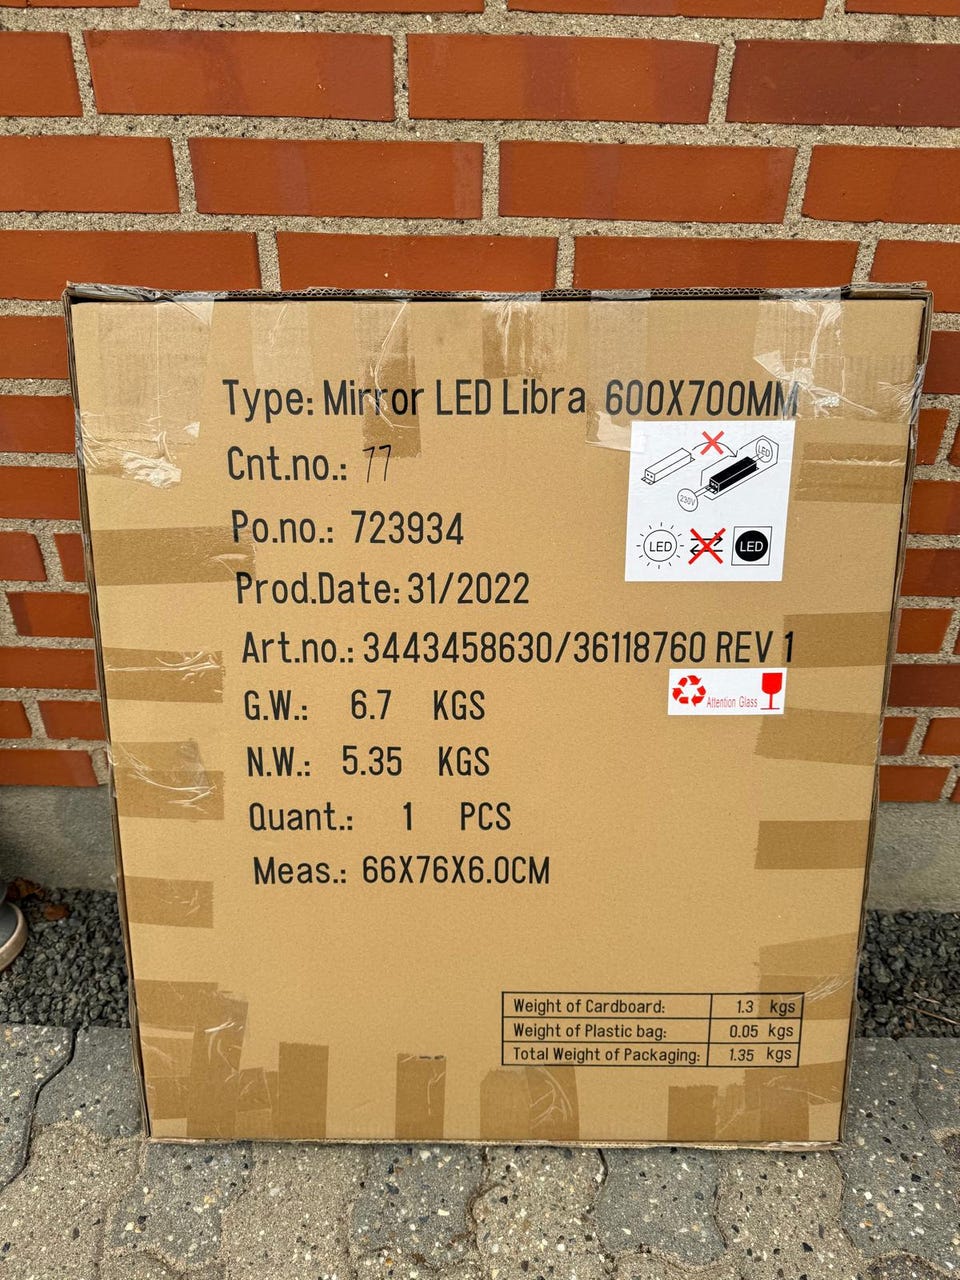 Type: Mirror LED Libra 600X700MM
Cnt.no.: 77
Po.no.: 723934
Prod.Date: 31/2022
Art.no.: 3443458630/36118760 REV 1
G.W.: 6.7 KGS
N.W.: 5.35 KGS
Quant.: 1 PCS
Meas.: 66X76X6.0CM
LED
230V
LED LED
Attention Glass
Weight of Cardboard: 1.3 kgs
Weight of Plastic bag: 0.05 kgs
Total Weight of Packaging: 1.35 kgs